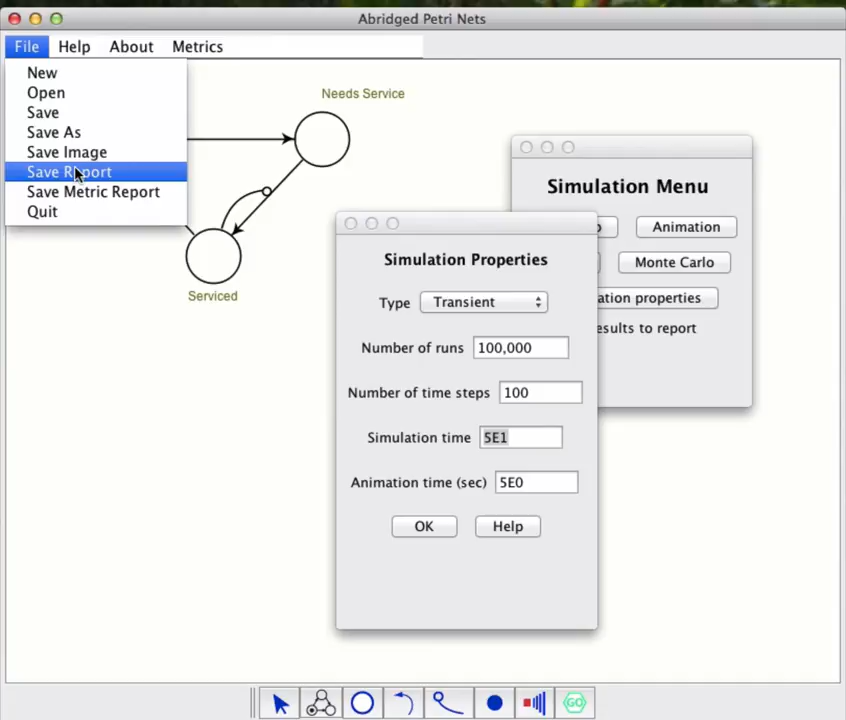 Abridged Petri Nets
File Help About Metrics
New
Open
Save
Save As
Save Image
Save Report
Save Metric Report
Quit
Needs Service
Serviced
Simulation Menu
Animation
Monte Carlo
ation properties
esults to report
Simulation Properties
Type Transient
Number of runs 100,000
Number of time steps 100
Simulation time 5E1
Animation time (sec) 5E0
OK Help
GO